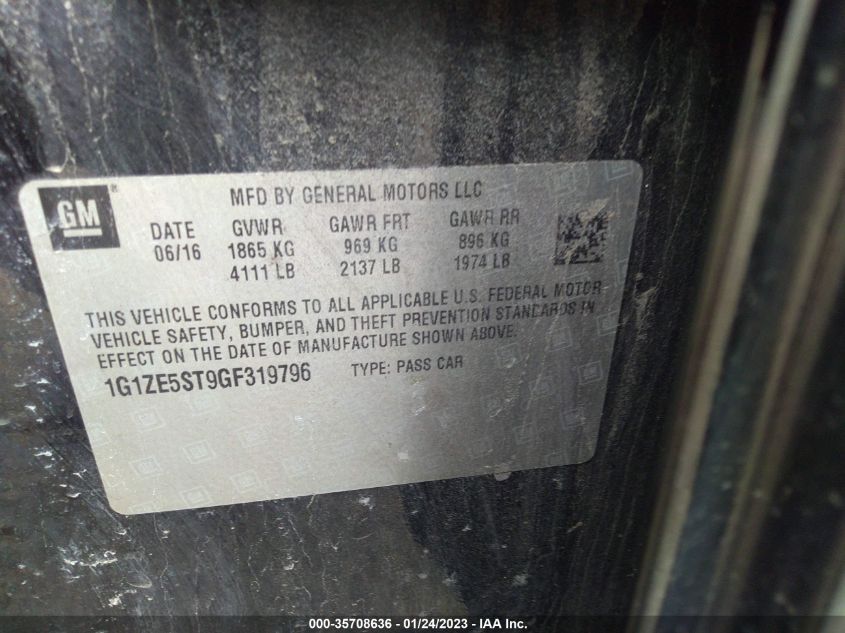 GM
MFD BY GENERAL MOTORS LLC
DATE GVWR GAWR FRT GAWR RR
06/16 1865 KG 969 KG 896 KG
4111 LB 2137 LB 1974 LB
THIS VEHICLE CONFORMS TO ALL APPLICABLE U.S. FEDERAL MOTOR
VEHICLE SAFETY, BUMPER, AND THEFT PREVENTION STANDARDS IN
EFFECT ON THE DATE OF MANUFACTURE SHOWN ABOVE.
1G1ZE5ST9GF319796 TYPE: PASS CAR
000-35708636 - 01/24/2023 - IAA Inc.